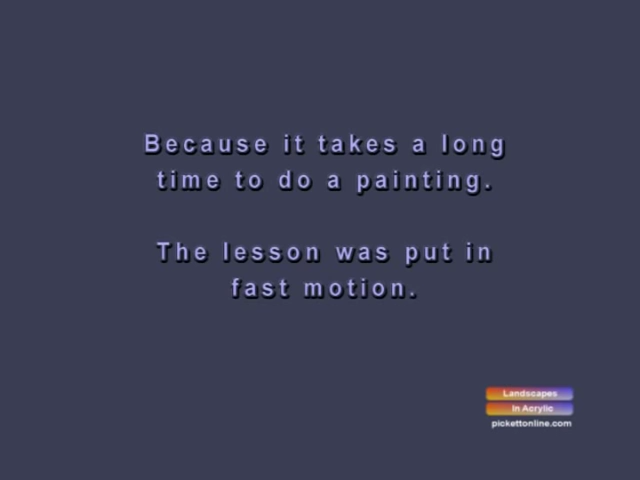 Because it takes a long
time to do a painting.
The lesson was put in
fast motion.
Landscapes
In Acrylic
pickettonline.com